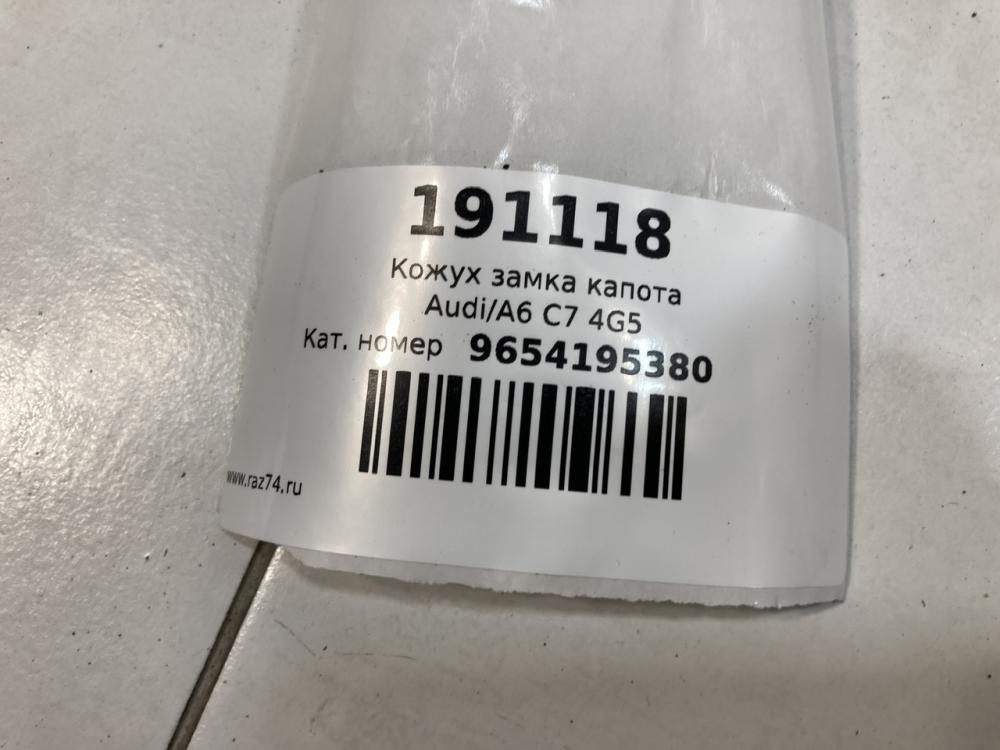 191118
Кожух замка капота
Audi/A6 C7 4G5
Кат. номер 9654195380
www.raz74.ru